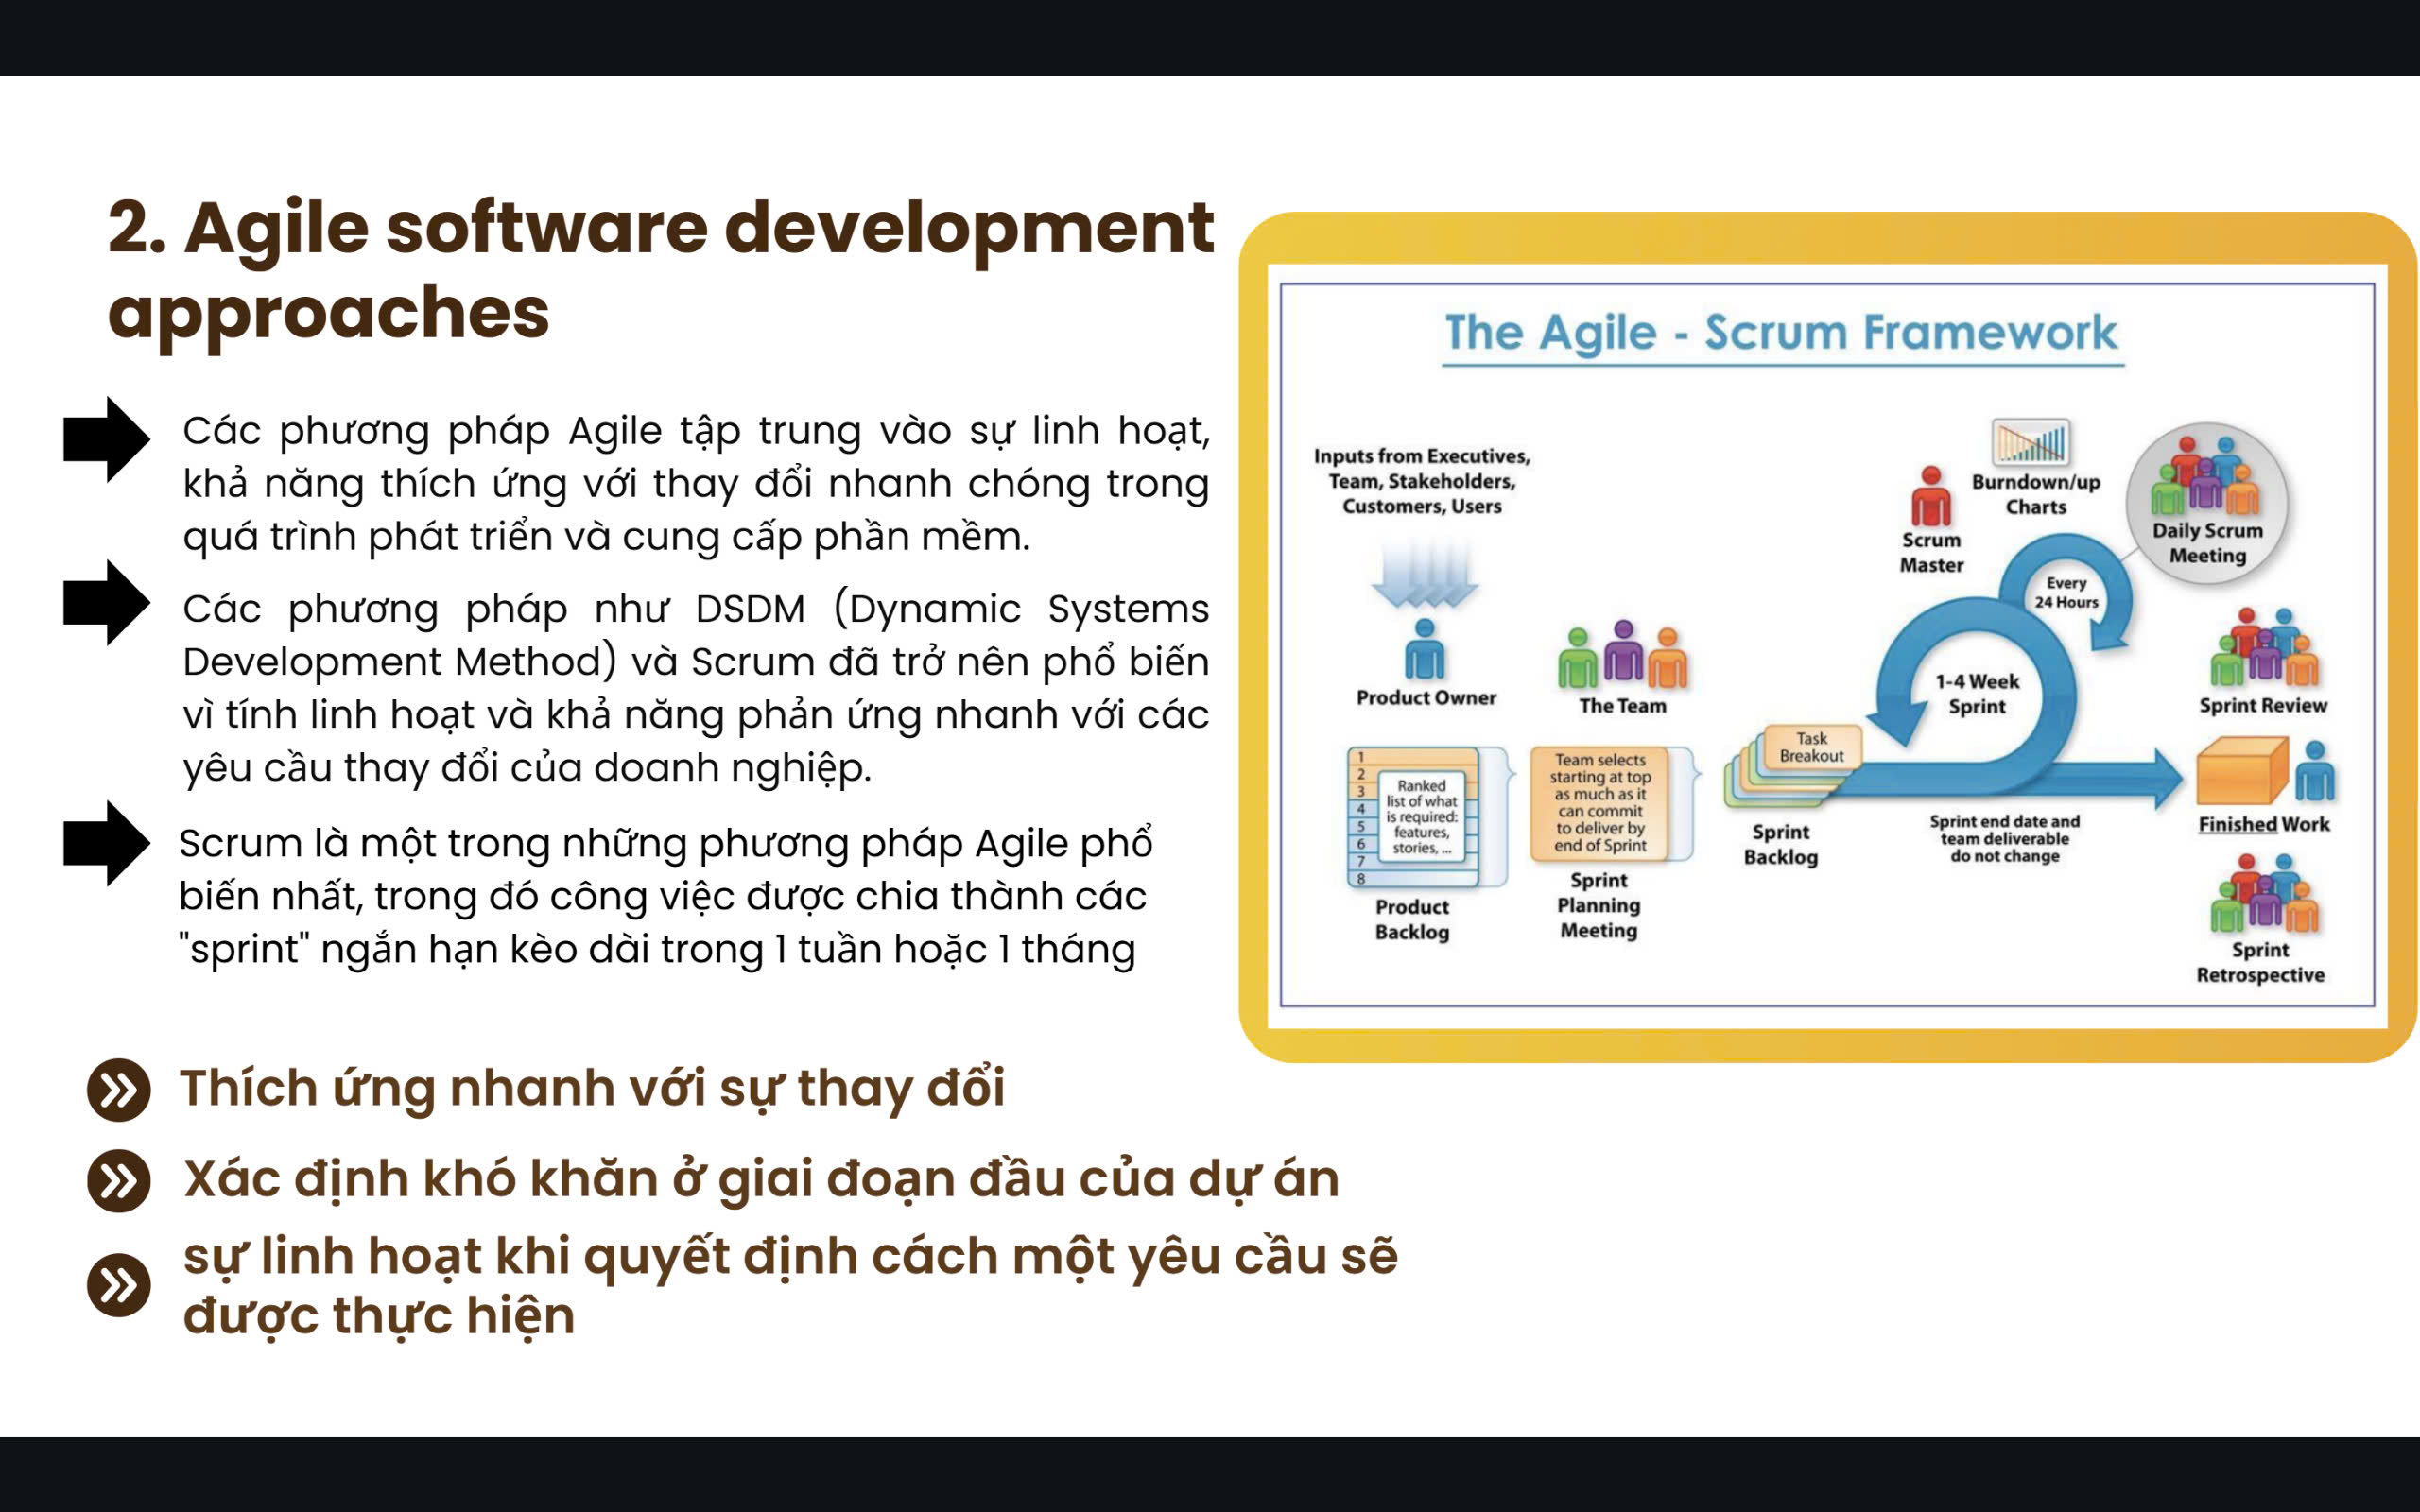 2. Agile software development
approaches
Các phương pháp Agile tập trung vào sự linh hoạt,
khả năng thích ứng với thay đổi nhanh chóng trong
quá trình phát triển và cung cấp phần mềm.
Các phương pháp như DSDM (Dynamic Systems
Development Method) và Scrum đã trở nên phổ biến
vì tính linh hoạt và khả năng phản ứng nhanh với các
yêu cầu thay đổi của doanh nghiệp.
Scrum là một trong những phương pháp Agile phổ
biến nhất, trong đó công việc được chia thành các
"sprint" ngắn hạn kèo dài trong 1 tuần hoặc 1 tháng
Thích ứng nhanh với sự thay đổi
Xác định khó khăn ở giai đoạn đầu của dự án
sự linh hoạt khi quyết định cách một yêu cầu sẽ
được thực hiện
The Agile - Scrum Framework
Inputs from Executives,
Team, Stakeholders,
Customers, Users
Product Owner
The Team
1
2
3
4
5
6
7
8
Ranked
list of what
is required:
features,
stories, ...
Product
Backlog
Team selects
starting at top
as much as it
can commit
to deliver by
end of Sprint
Sprint
Planning
Meeting
Task
Breakout
Sprint
Backlog
Scrum
Master
Burndown/up
Charts
Daily Scrum
Meeting
Every
24 Hours
1-4 Week
Sprint
Sprint end date and
team deliverable
do not change
Sprint Review
Finished Work
Sprint
Retrospective